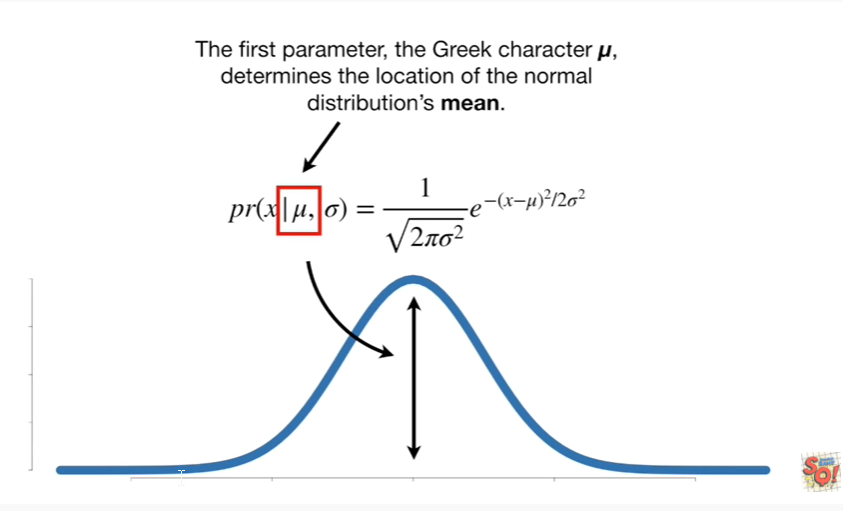 The first parameter, the Greek character μ,
determines the location of the normal
distribution's mean.
pr(x|μ, σ) = 1/√2πσ² e^−(x−μ)²/2σ²
SQ!